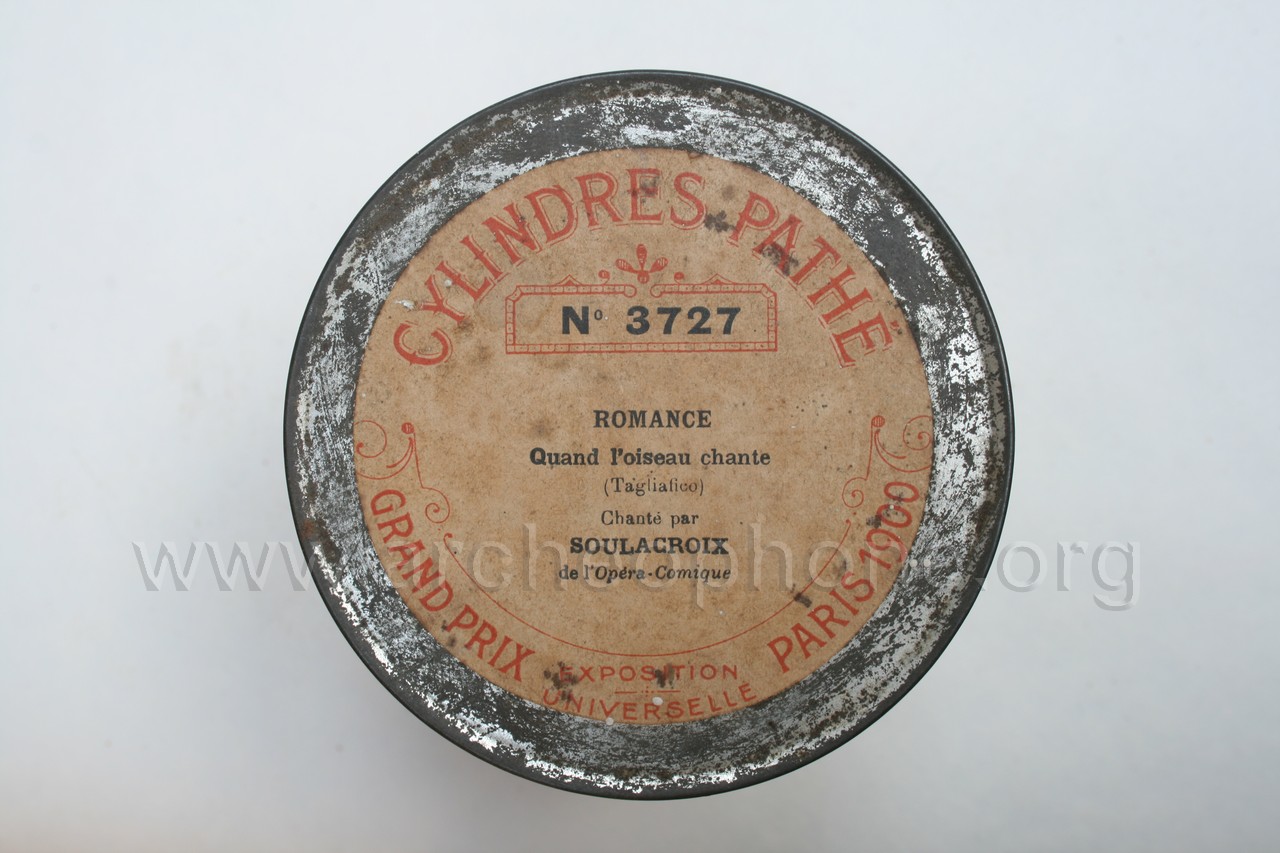 CYLINDRES PATHÉ
Nº 3727
ROMANCE
Quand l'oiseau chante
(Tagliafico)
Chanté par
SOULACROIX
de l'Opéra-Comique
GRAND PRIX
EXPOSITION
UNIVERSELLE
PARIS 1900
www.archeophone.org